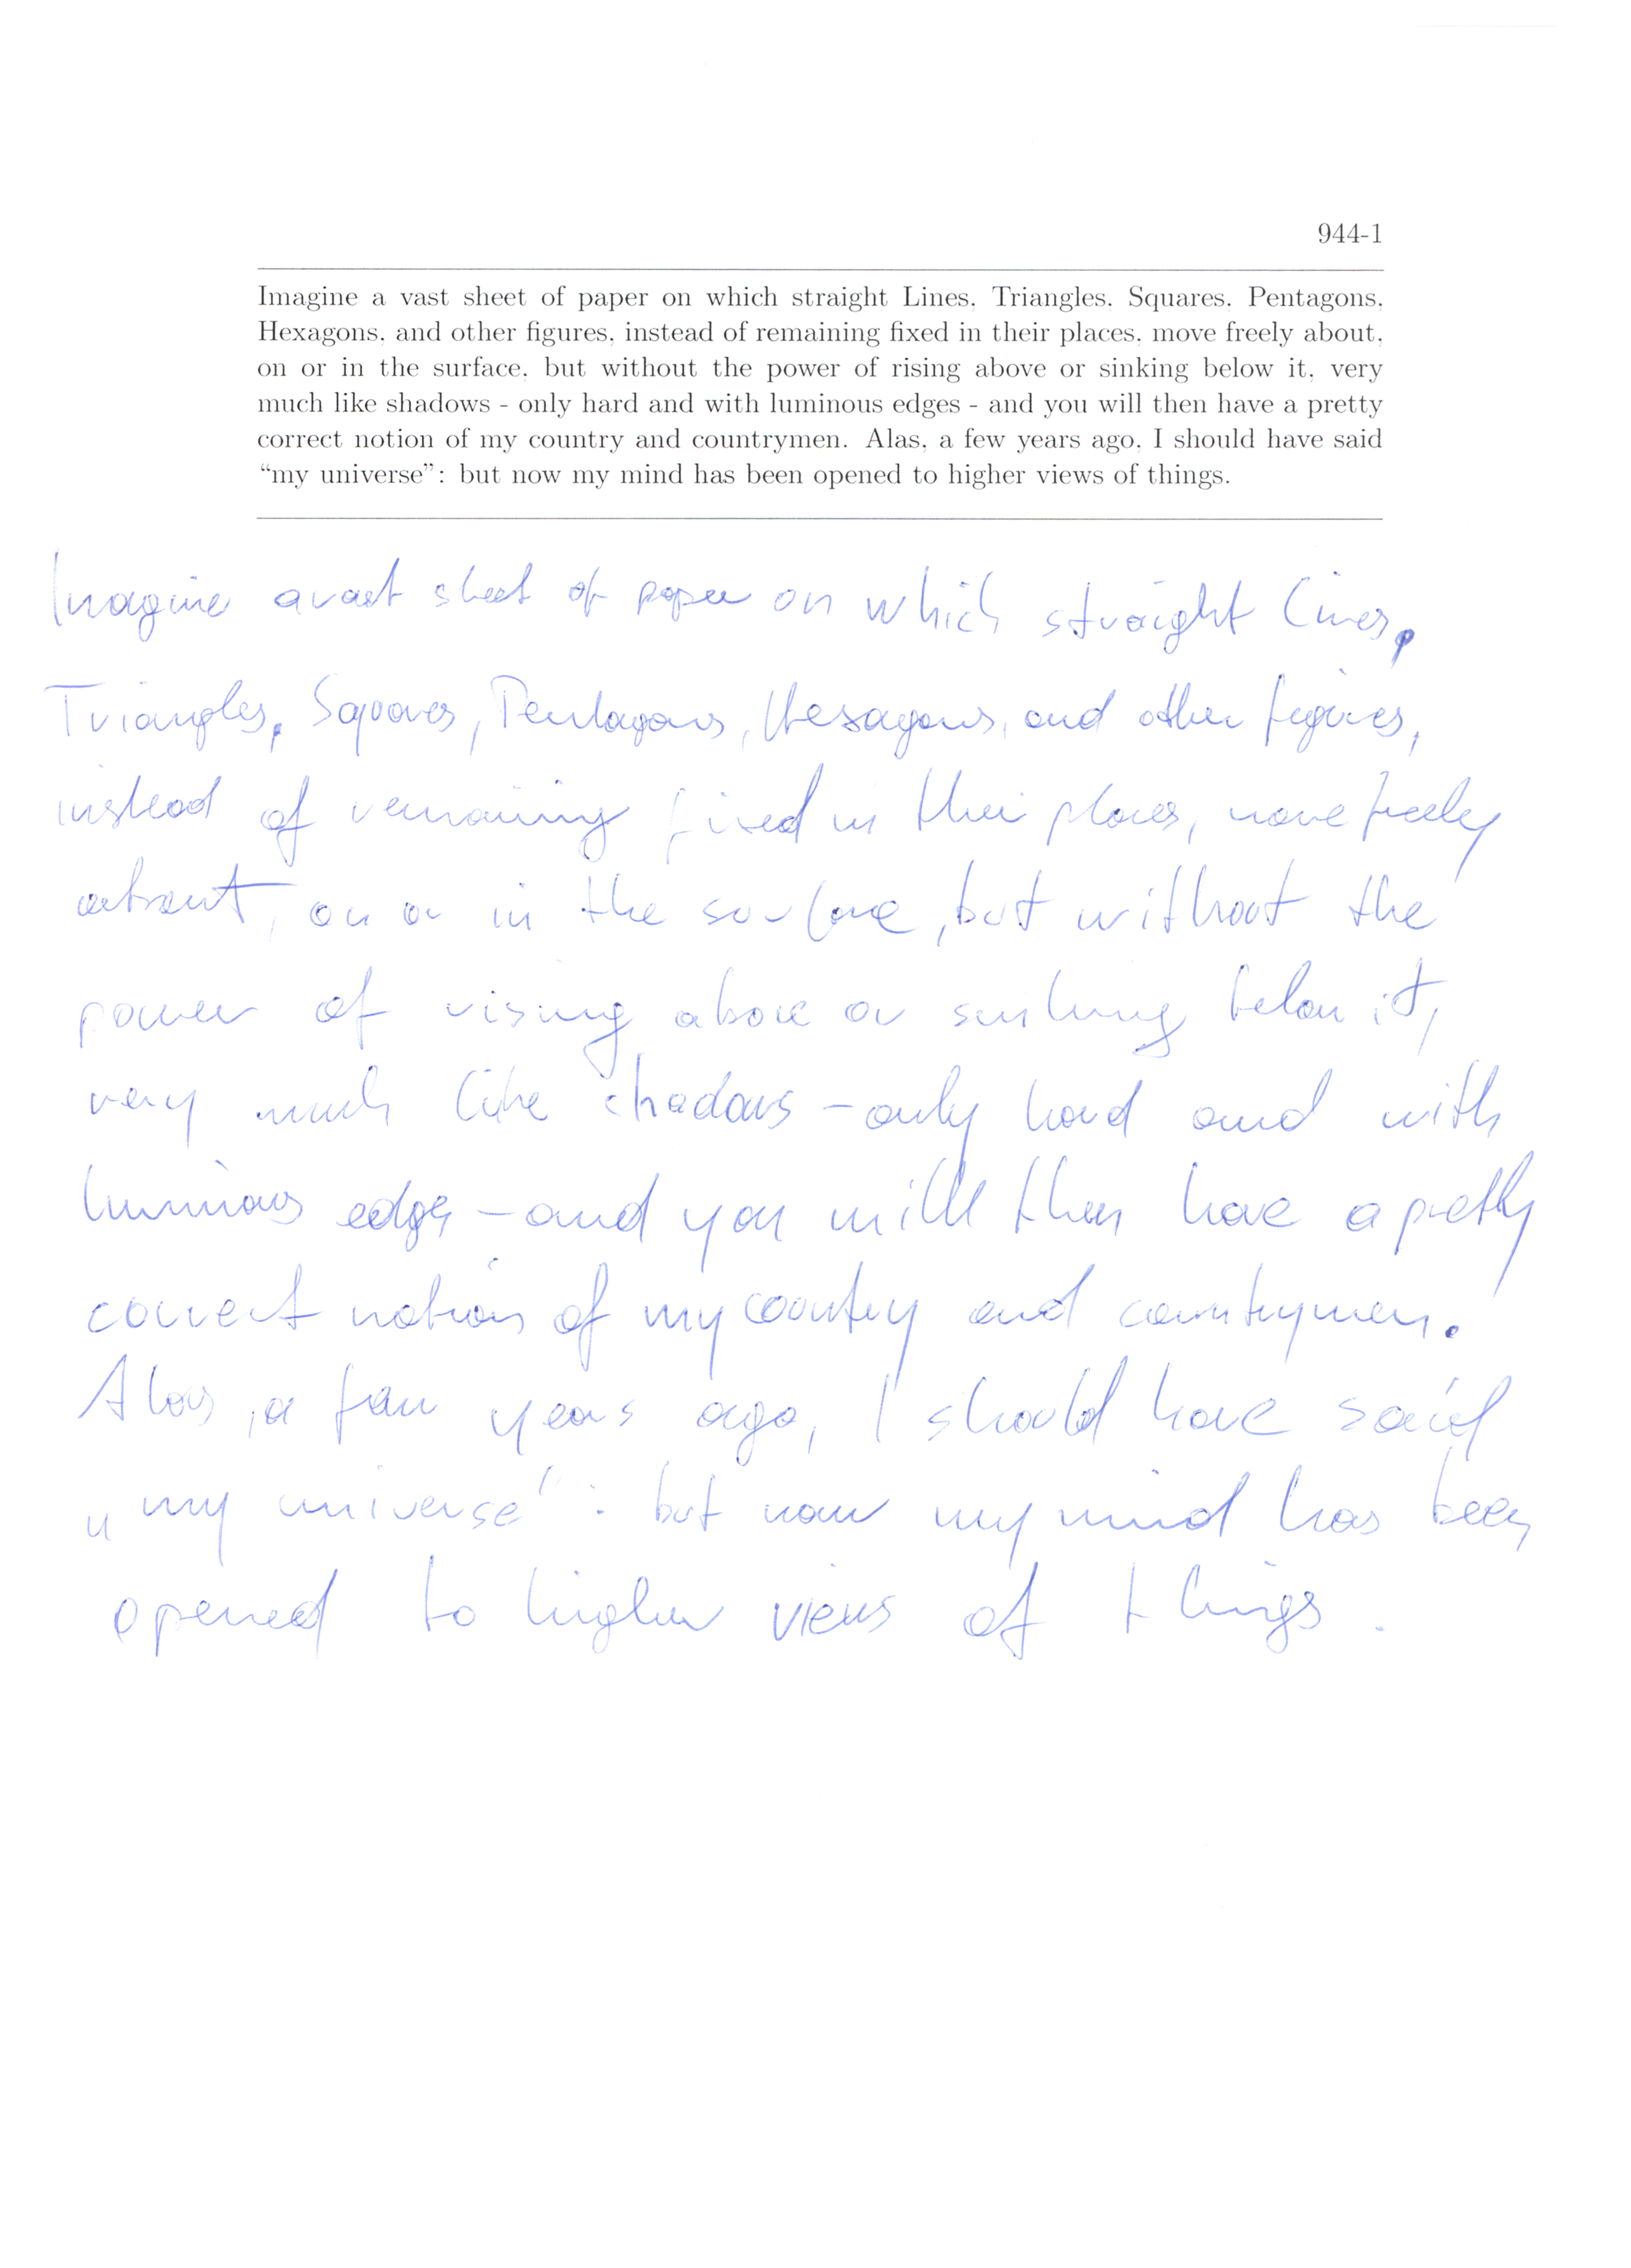 944-1
Imagine a vast sheet of paper on which straight Lines, Triangles, Squares, Pentagons,
Hexagons, and other figures, instead of remaining fixed in their places, move freely about,
on or in the surface, but without the power of rising above or sinking below it, very
much like shadows - only hard and with luminous edges - and you will then have a pretty
correct notion of my country and countrymen. Alas, a few years ago, I should have said
“my universe”: but now my mind has been opened to higher views of things.
Imagine a vast sheet of paper on which straight Lines,
Triangles, Squares, Pentagons, Hexagons, and other figures,
instead of remaining fixed in their places, move freely
about, on or in the surface, but without the
power of rising above or sinking below it,
very much like shadows - only hard and with
luminous edges - and you will then have a pretty
correct notion of my country and countrymen.
Alas, a few years ago, I should have said
„my universe": but now my mind has been
opened to higher views of things.